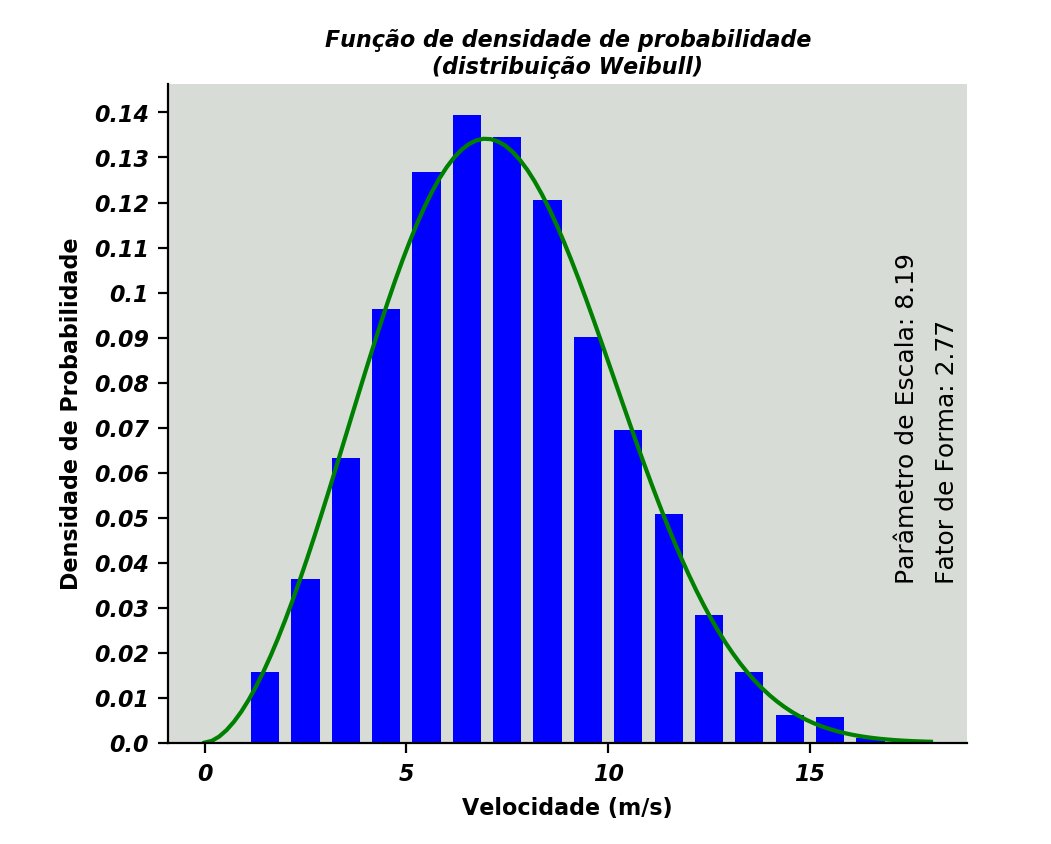 Função de densidade de probabilidade
(distribuição Weibull)
Densidade de Probabilidade
0.14
0.13
0.12
0.11
0.1
0.09
0.08
0.07
0.06
0.05
0.04
0.03
0.02
0.01
0.0
Parâmetro de Escala: 8.19
Fator de Forma: 2.77
0 5 10 15
Velocidade (m/s)